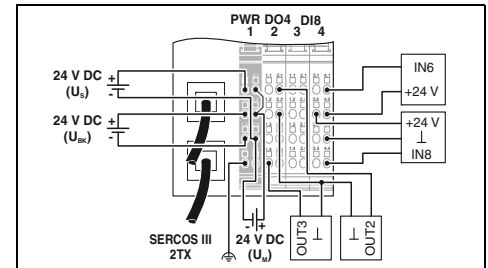 PWR DO4 DI8
1 2 3 4
24 V DC
(US)
+
-
24 V DC
(UBK)
+
-
IN6
+24 V
+24 V
⊥
IN8
SERCOS III
2TX
- +
24 V DC
(UM)
OUT3
⊥
⊥
OUT2